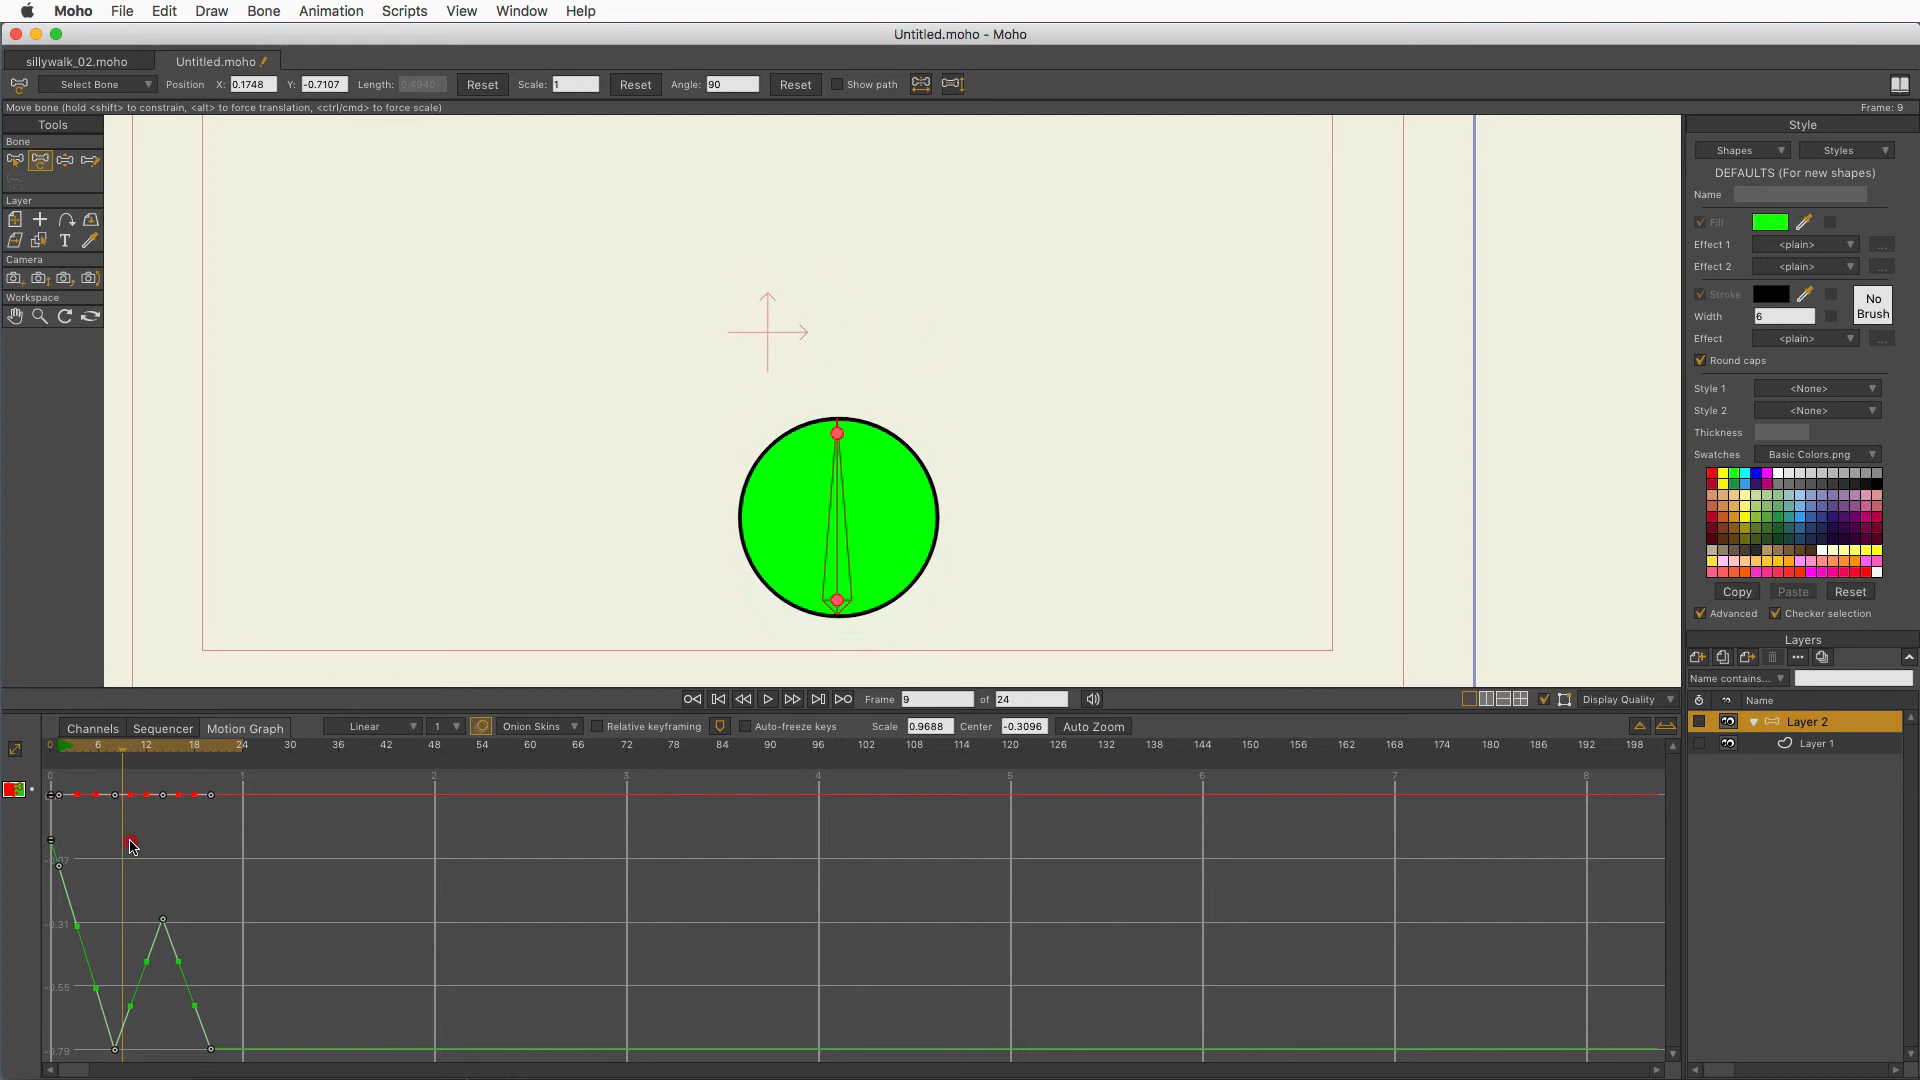 Moho File Edit Draw Bone Animation Scripts View Window Help
Untitled.moho - Moho
sillywalk_02.moho Untitled.moho
Select Bone Position X: 0.1748 Y: -0.7107 Length: 0.4940 Reset Scale: 1 Reset Angle: 90 Reset Show path
Move bone (hold <shift> to constrain, <alt> to force translation, <ctrl/cmd> to force scale) Frame: 9
Tools
Bone
Layer
T
Camera
Workspace
Style
Shapes Styles
DEFAULTS (For new shapes)
Name
Fill
Effect 1 <plain> ...
Effect 2 <plain> ...
Stroke No Brush
Width 6
Effect <plain> ...
Round caps
Style 1 <None>
Style 2 <None>
Thickness
Swatches Basic Colors.png
Copy Paste Reset
Advanced Checker selection
Layers
Name contains...
Name
Layer 2
Layer 1
Frame 9 of 24 Display Quality
Channels Sequencer Motion Graph Linear 1 Onion Skins Relative keyframing Auto-freeze keys Scale 0.9688 Center -0.3096 Auto Zoom
0 6 12 18 24 30 36 42 48 54 60 66 72 78 84 90 96 102 108 114 120 126 132 138 144 150 156 162 168 174 180 186 192 198
0 1 2 3 4 5 6 7 8
-0.31
-0.55
-0.79